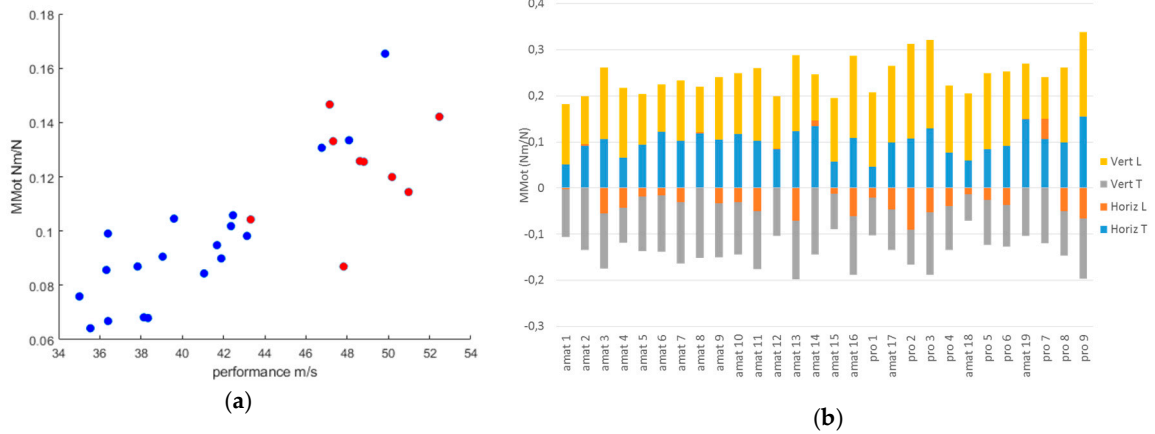 0.18
0.16
0.14
0.12
0.1
0.08
0.06
MMot Nm/N
34 36 38 40 42 44 46 48 50 52 54
performance m/s
(a)
0,4
0,3
0,2
0,1
0
-0,1
-0,2
-0,3
MMot (Nm/N)
Vert L
Vert T
Horiz L
Horiz T
amat 1
amat 2
amat 3
amat 4
amat 5
amat 6
amat 7
amat 8
amat 9
amat 10
amat 11
amat 12
amat 13
amat 14
amat 15
amat 16
pro 1
amat 17
pro 2
pro 3
pro 4
amat 18
pro 5
pro 6
amat 19
pro 7
pro 8
pro 9
(b)